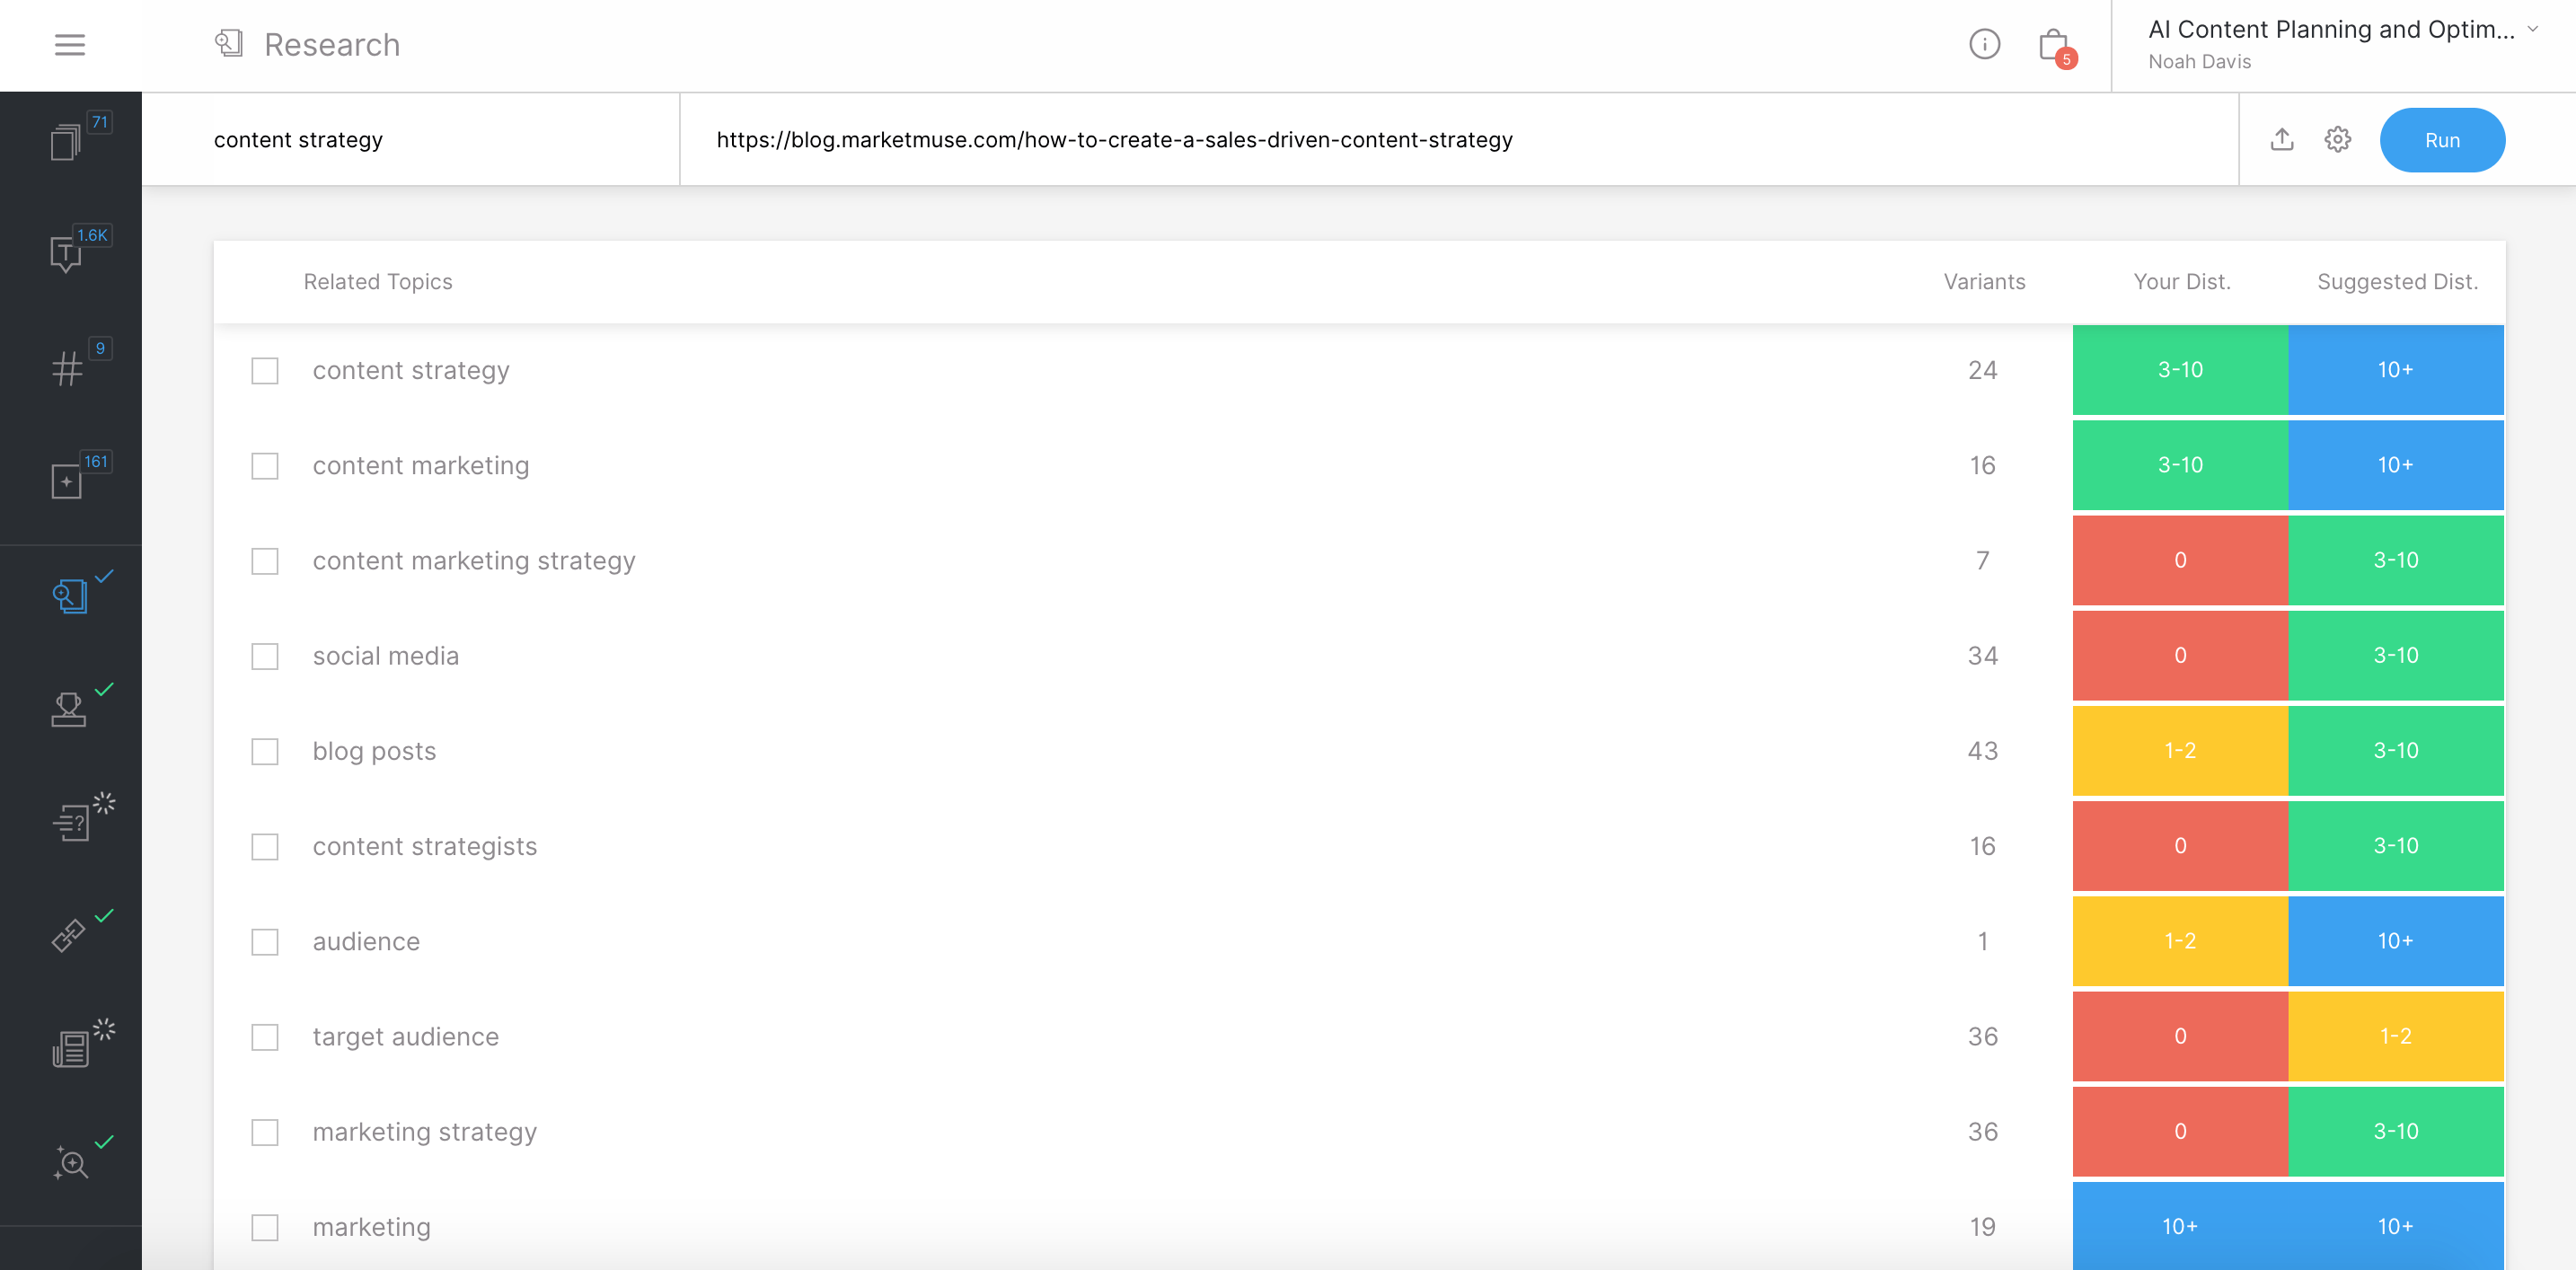 Research
5
AI Content Planning and Optim...
Noah Davis
71
1.6K
9
161
content strategy
https://blog.marketmuse.com/how-to-create-a-sales-driven-content-strategy
Run
Related Topics Variants Your Dist. Suggested Dist.
content strategy 24 3-10 10+
content marketing 16 3-10 10+
content marketing strategy 7 0 3-10
social media 34 0 3-10
blog posts 43 1-2 3-10
content strategists 16 0 3-10
audience 1 1-2 10+
target audience 36 0 1-2
marketing strategy 36 0 3-10
marketing 19 10+ 10+